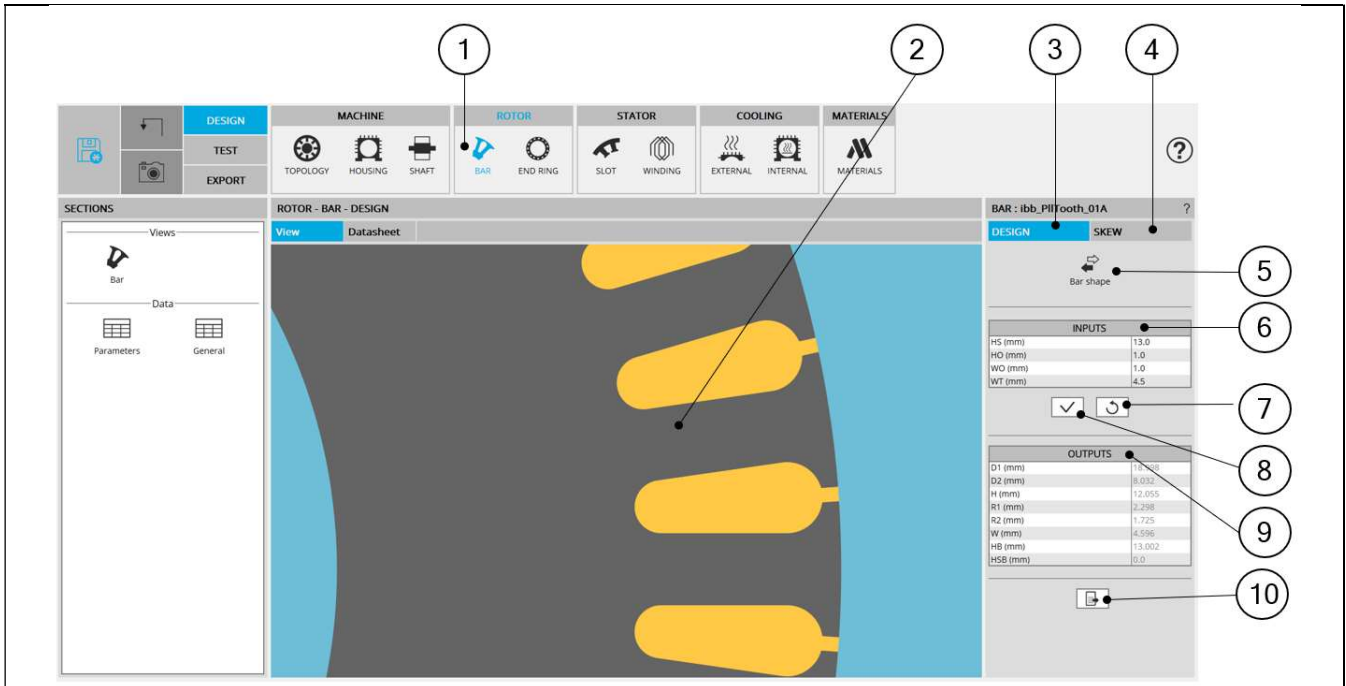 1 2 3 4
MACHINE ROTOR STATOR COOLING MATERIALS
DESIGN
TEST
EXPORT
TOPOLOGY HOUSING SHAFT BAR END RING SLOT WINDING EXTERNAL INTERNAL MATERIALS
?
SECTIONS
Views
Bar
Data
Parameters General
ROTOR - BAR - DESIGN
View Datasheet
BAR : ibb_PllTooth_01A ?
DESIGN SKEW
Bar shape
5
INPUTS
6
HS (mm) 13.0
HO (mm) 1.0
WO (mm) 1.0
WT (mm) 4.5
7
8
OUTPUTS
9
D1 (mm) 18.998
D2 (mm) 8.032
H (mm) 12.055
R1 (mm) 2.298
R2 (mm) 1.725
W (mm) 4.596
HB (mm) 13.002
HSB (mm) 0.0
10